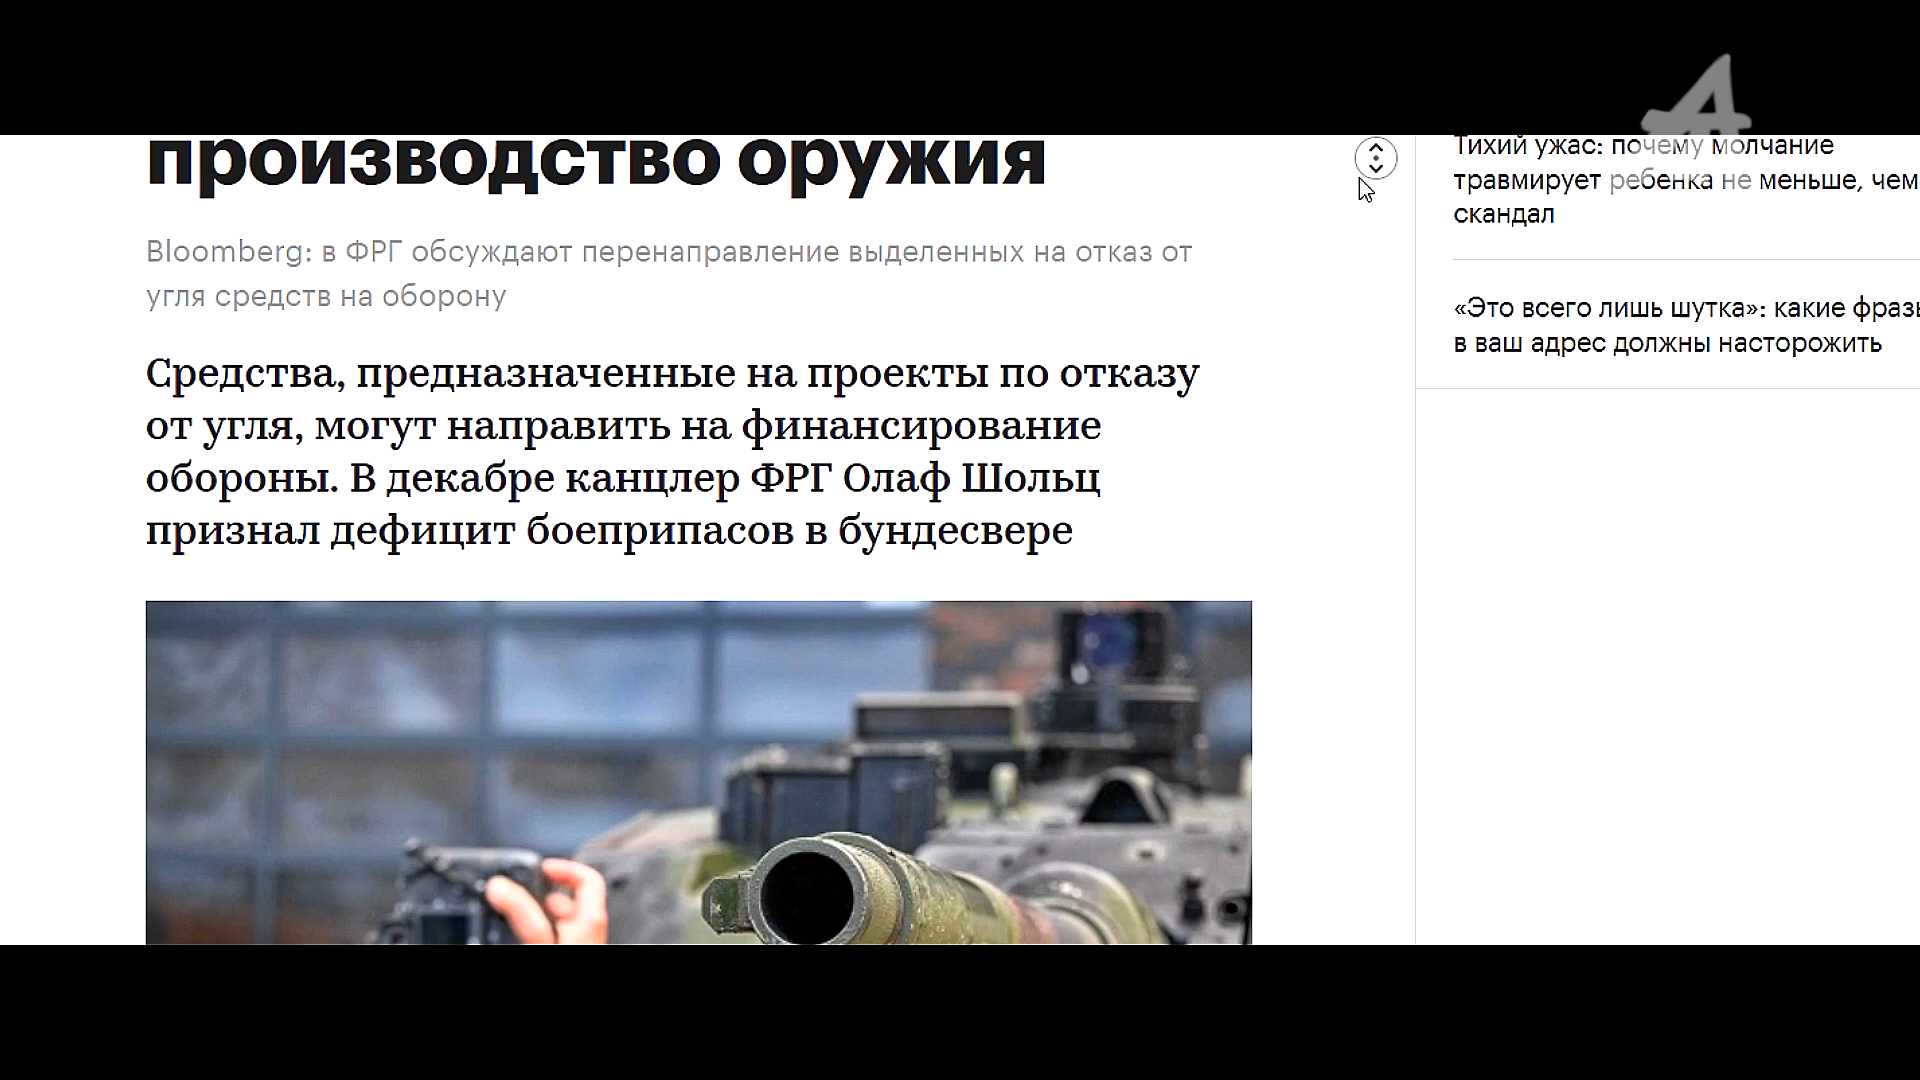 производство оружия
Bloomberg: в ФРГ обсуждают перенаправление выделенных на отказ от
угля средств на оборону
Средства, предназначенные на проекты по отказу
от угля, могут направить на финансирование
обороны. В декабре канцлер ФРГ Олаф Шольц
признал дефицит боеприпасов в бундесвере
Тихий ужас: почему молчание
травмирует ребенка не меньше, чем
скандал
«Это всего лишь шутка»: какие фразы
в ваш адрес должны насторожить